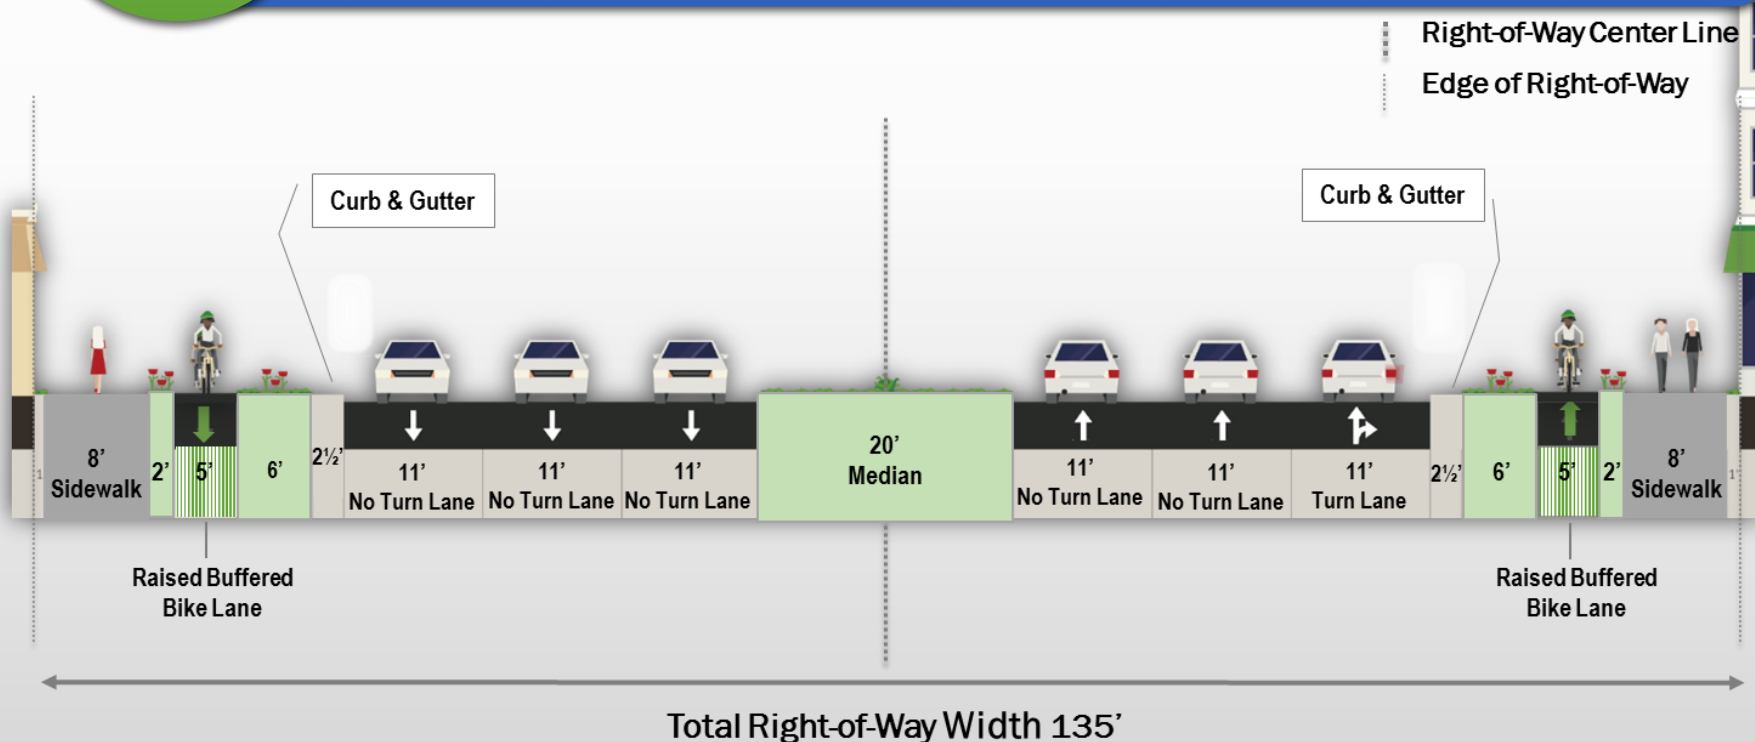 Right-of-Way Center Line
Edge of Right-of-Way
Curb & Gutter
Curb & Gutter
1
8’
Sidewalk
2’
5’
6’
2½’
11’
No Turn Lane
11’
No Turn Lane
11’
No Turn Lane
20’
Median
11’
No Turn Lane
11’
No Turn Lane
11’
Turn Lane
2½’
6’
5’
2’
8’
Sidewalk
1’
Raised Buffered
Bike Lane
Raised Buffered
Bike Lane
Total Right-of-Way Width 135’